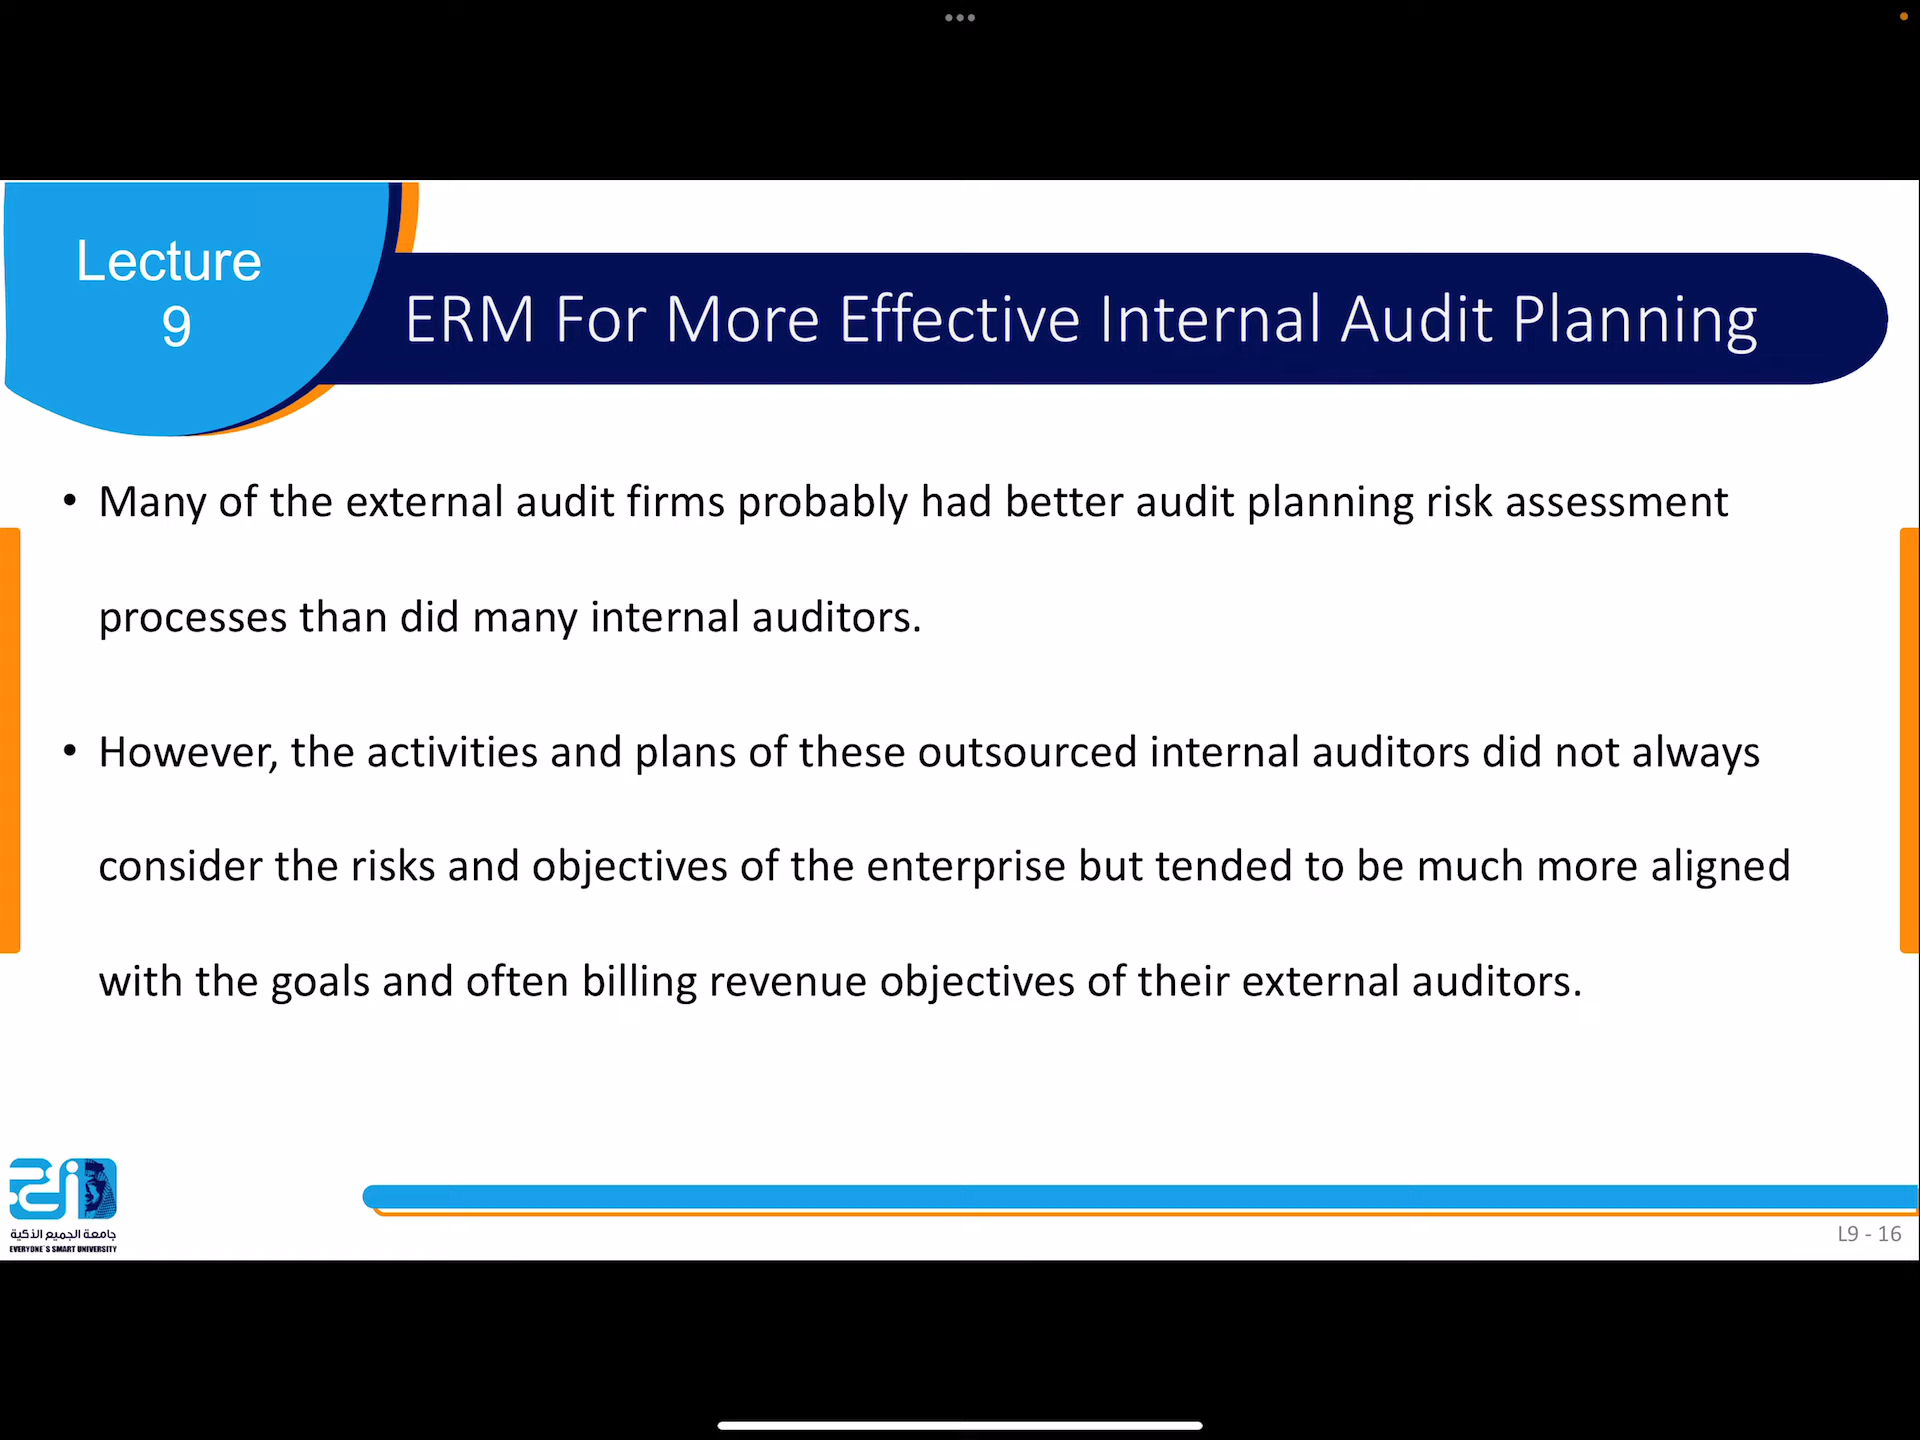 Lecture
9
ERM For More Effective Internal Audit Planning
• Many of the external audit firms probably had better audit planning risk assessment
processes than did many internal auditors.
• However, the activities and plans of these outsourced internal auditors did not always
consider the risks and objectives of the enterprise but tended to be much more aligned
with the goals and often billing revenue objectives of their external auditors.
جامعة الجميع الذكية
EVERYONE'S SMART UNIVERSITY
L9 - 16